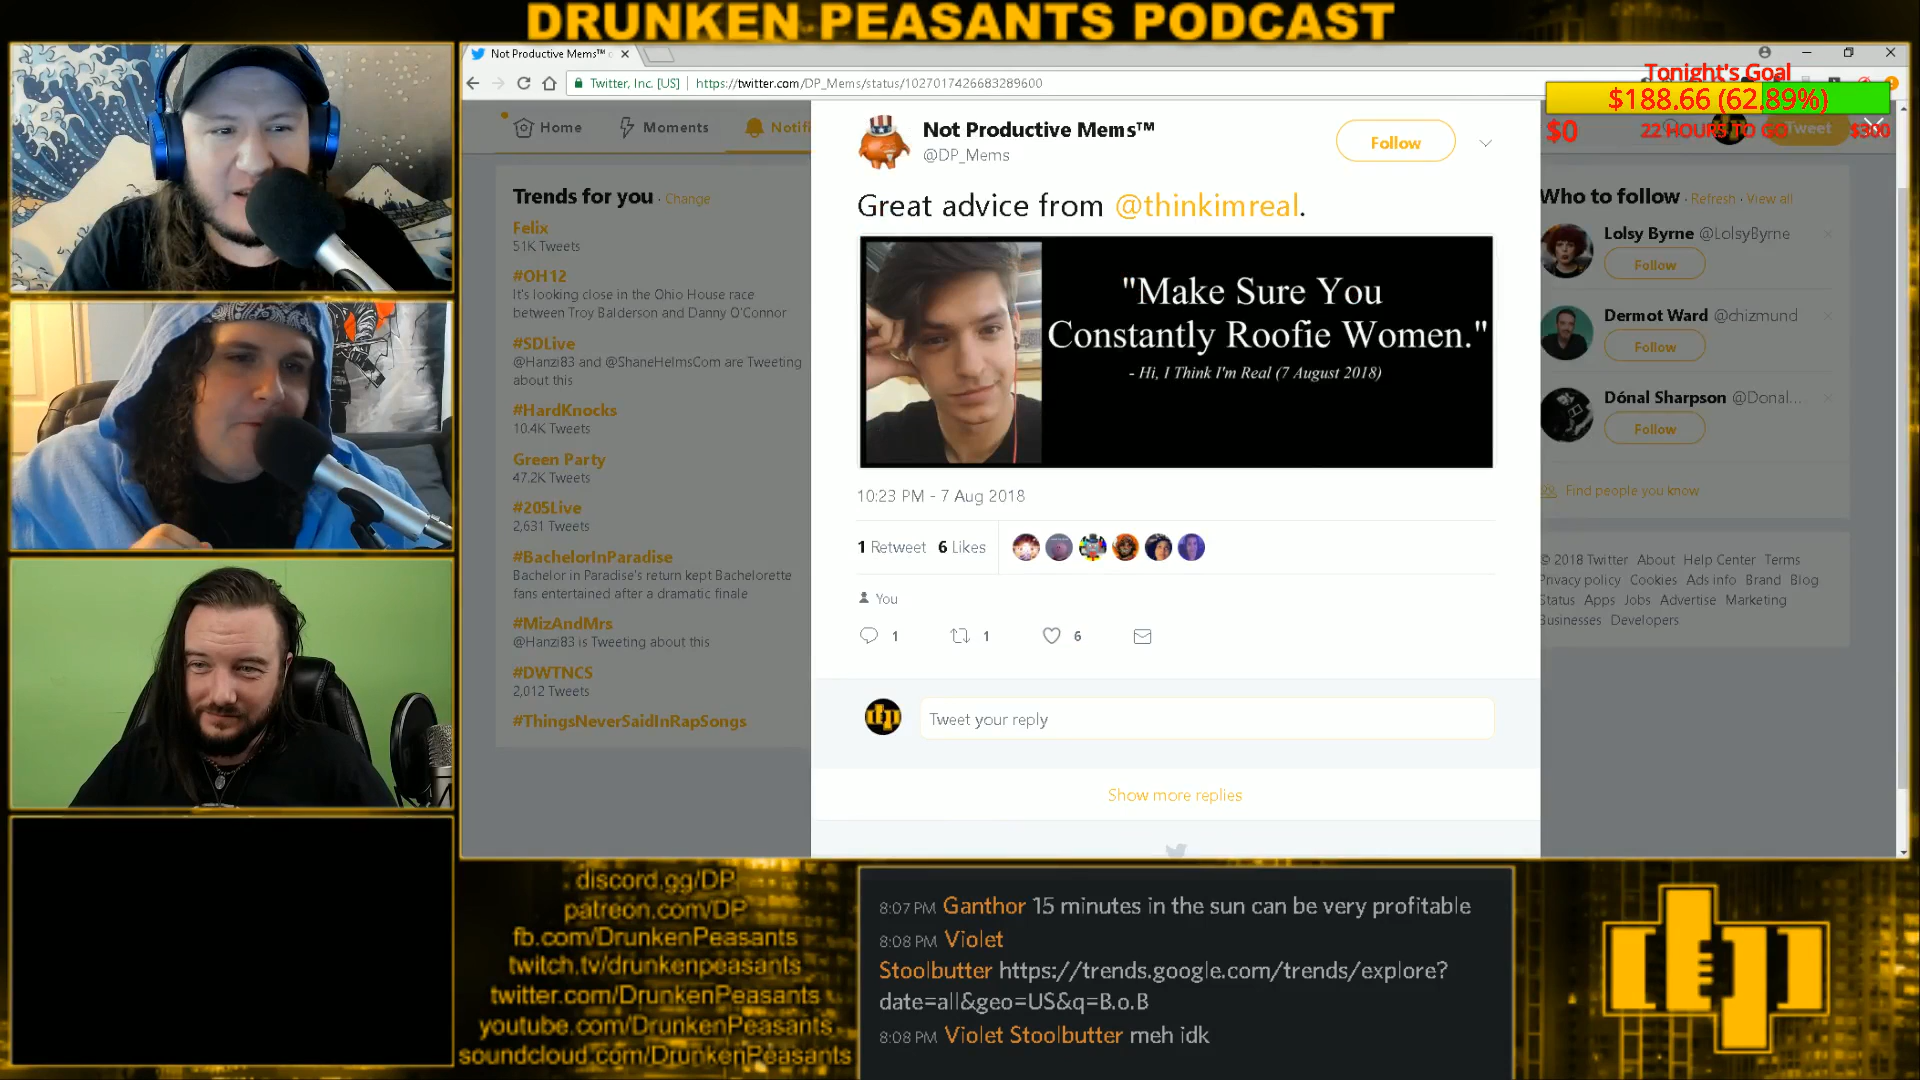 DRUNKEN PEASANTS PODCAST
Not Productive Mems™
Twitter, Inc. [US]
https://twitter.com/DP_Mems/status/1027017426683289600
Tonight's Goal
$188.66 (62.89%)
$0
22 HOURS TO GO
$300
Home
Moments
Notifi
Tweet
Trends for you · Change
Felix
51K Tweets
#OH12
It's looking close in the Ohio House race
between Troy Balderson and Danny O'Connor
#SDLive
@Hanzi83 and @ShaneHelmsCom are Tweeting
about this
#HardKnocks
10.4K Tweets
Green Party
47.2K Tweets
#205Live
2,631 Tweets
#BachelorInParadise
Bachelor in Paradise's return kept Bachelorette
fans entertained after a dramatic finale
#MizAndMrs
@Hanzi83 is Tweeting about this
#DWTNCS
2,012 Tweets
#ThingsNeverSaidInRapSongs
Not Productive Mems™
@DP_Mems
Follow
Great advice from @thinkimreal.
"Make Sure You
Constantly Roofie Women."
- Hi, I Think I'm Real (7 August 2018)
10:23 PM - 7 Aug 2018
1 Retweet 6 Likes
You
1 1 6
Tweet your reply
Show more replies
Who to follow · Refresh · View all
Lolsy Byrne @LolsyByrne
Follow
Dermot Ward @chizmund
Follow
Dónal Sharpson @Donal...
Follow
Find people you know
© 2018 Twitter About Help Center Terms
Privacy policy Cookies Ads info Brand Blog
Status Apps Jobs Advertise Marketing
Businesses Developers
discord.gg/DP
patreon.com/DP
fb.com/DrunkenPeasants
twitch.tv/drunkenpeasants
twitter.com/DrunkenPeasants
youtube.com/DrunkenPeasants
soundcloud.com/DrunkenPeasants
8:07 PM Ganthor 15 minutes in the sun can be very profitable
8:08 PM Violet
Stoolbutter https://trends.google.com/trends/explore?
date=all&geo=US&q=B.o.B
8:08 PM Violet Stoolbutter meh idk
dp